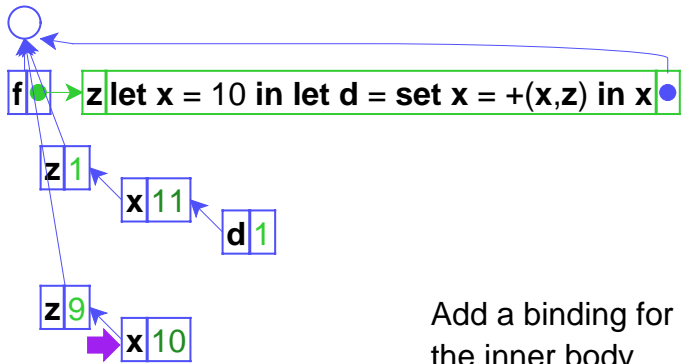 f z let x = 10 in let d = set x = +(x,z) in x
z 1
x 11
d 1
z 9
x 10
Add a binding for
the inner body